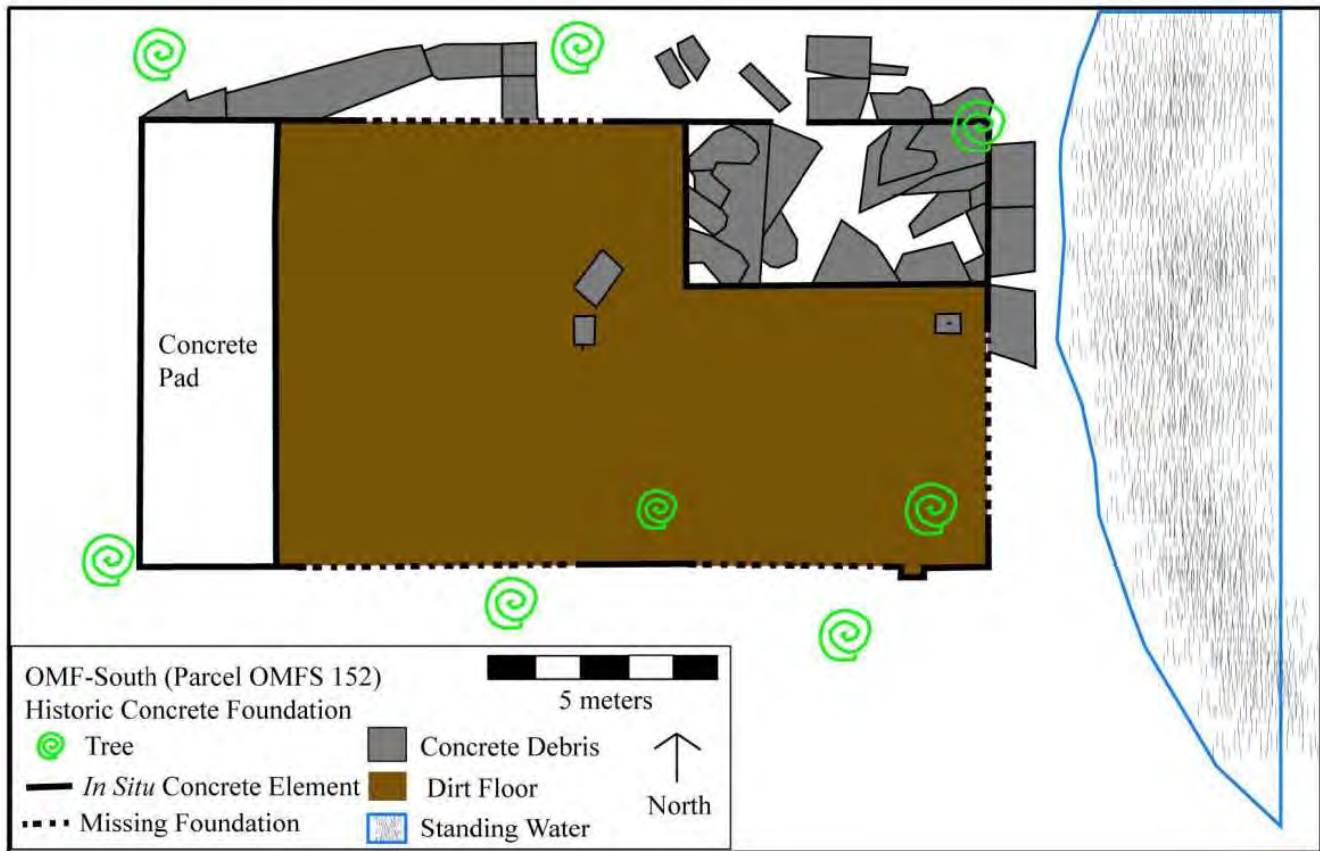 Concrete
Pad
OMF-South (Parcel OMFS 152)
Historic Concrete Foundation
5 meters
Tree
Concrete Debris
In Situ Concrete Element
Dirt Floor
North
Missing Foundation
Standing Water